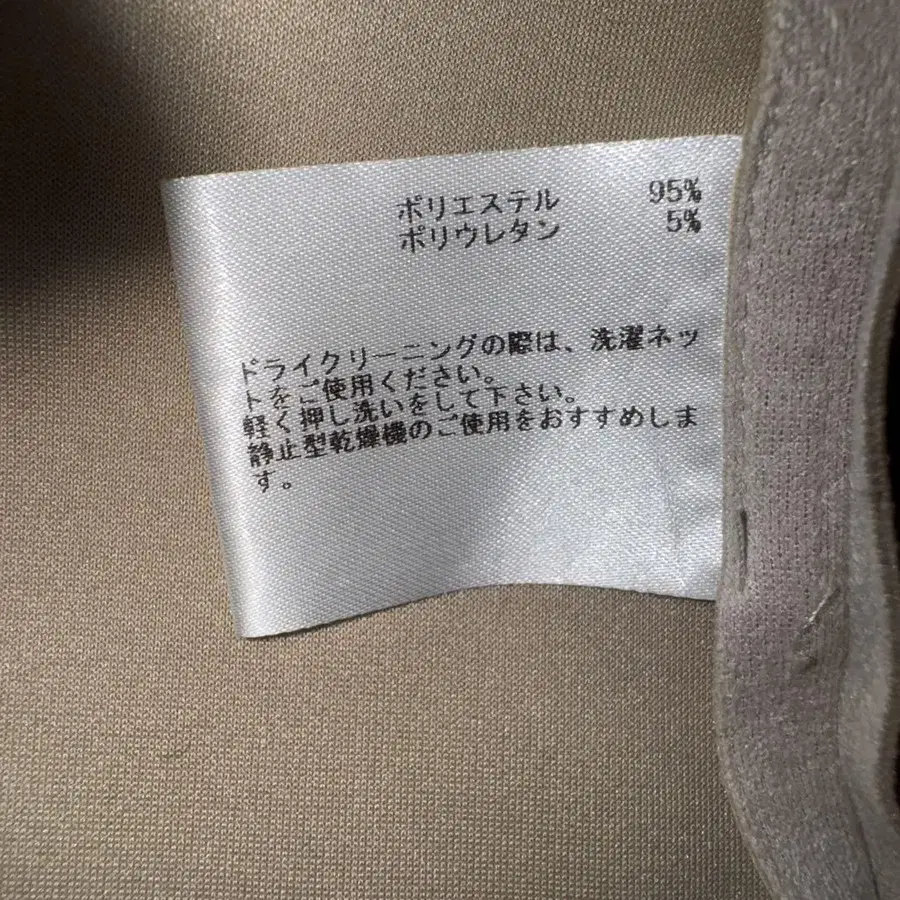 ポリエステル 95%
ポリウレタン 5%
ドライクリーニングの際は、洗濯ネッ
トをご使用ください。
軽く押し洗いをして下さい。
静止型乾燥機のご使用をおすすめしま
す。